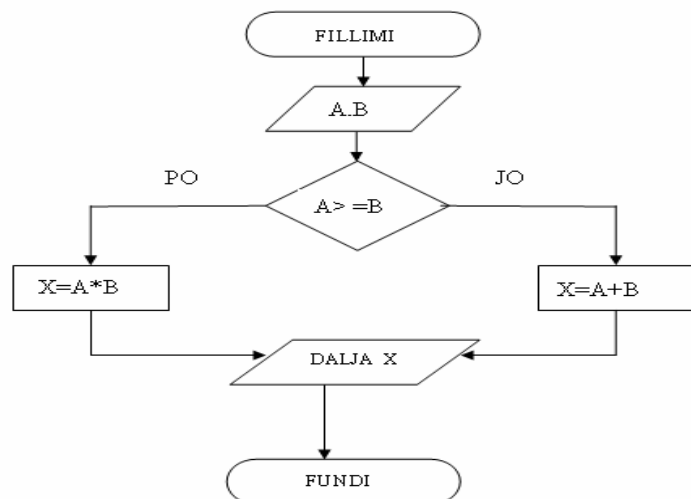 FILLIMI
A.B
PO
JO
A> =B
X=A*B
X=A+B
DALJA X
FUNDI